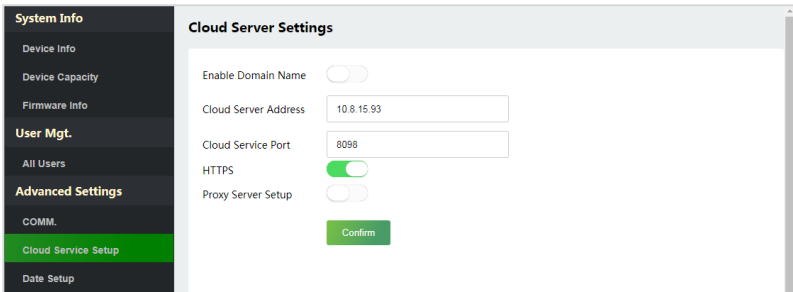 System Info
Device Info
Device Capacity
Firmware Info
User Mgt.
All Users
Advanced Settings
COMM.
Cloud Service Setup
Date Setup
Cloud Server Settings
Enable Domain Name
Cloud Server Address 10.8.15.93
Cloud Service Port 8098
HTTPS
Proxy Server Setup
Confirm